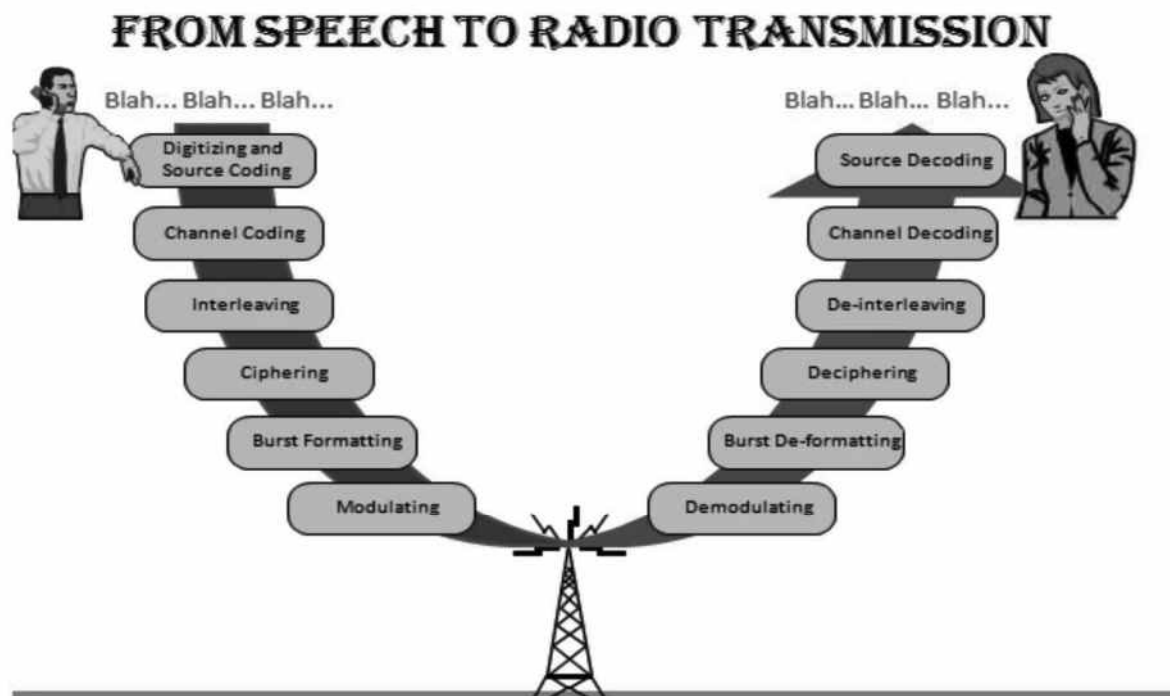 FROM SPEECH TO RADIO TRANSMISSION
Blah... Blah... Blah...
Digitizing and
Source Coding
Channel Coding
Interleaving
Ciphering
Burst Formatting
Modulating
Blah... Blah... Blah...
Source Decoding
Channel Decoding
De-interleaving
Deciphering
Burst De-formatting
Demodulating